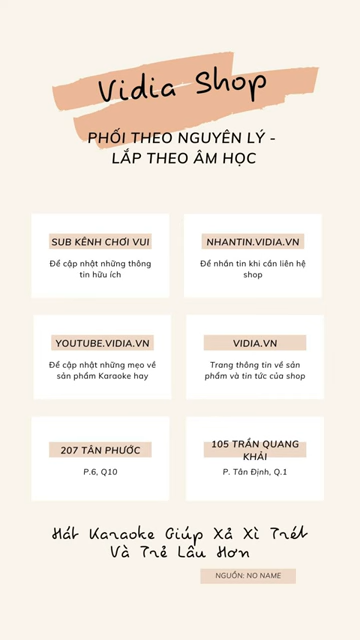 Vidia Shop
PHỐI THEO NGUYÊN LÝ -
LẮP THEO ÂM HỌC
SUB KÊNH CHƠI VUI
Để cập nhật những thông
tin hữu ích
NHANTIN.VIDIA.VN
Để nhắn tin khi cần liên hệ
shop
YOUTUBE.VIDIA.VN
Để cập nhật những mẹo về
sản phẩm Karaoke hay
VIDIA.VN
Trang thông tin về sản
phẩm và tin tức của shop
207 TÂN PHƯỚC
P.6, Q10
105 TRẦN QUANG
KHẢI
P. Tân Định, Q.1
Hát Karaoke Giúp Xả Xì Trét
Và Trẻ Lâu Hơn
NGUỒN: NO NAME